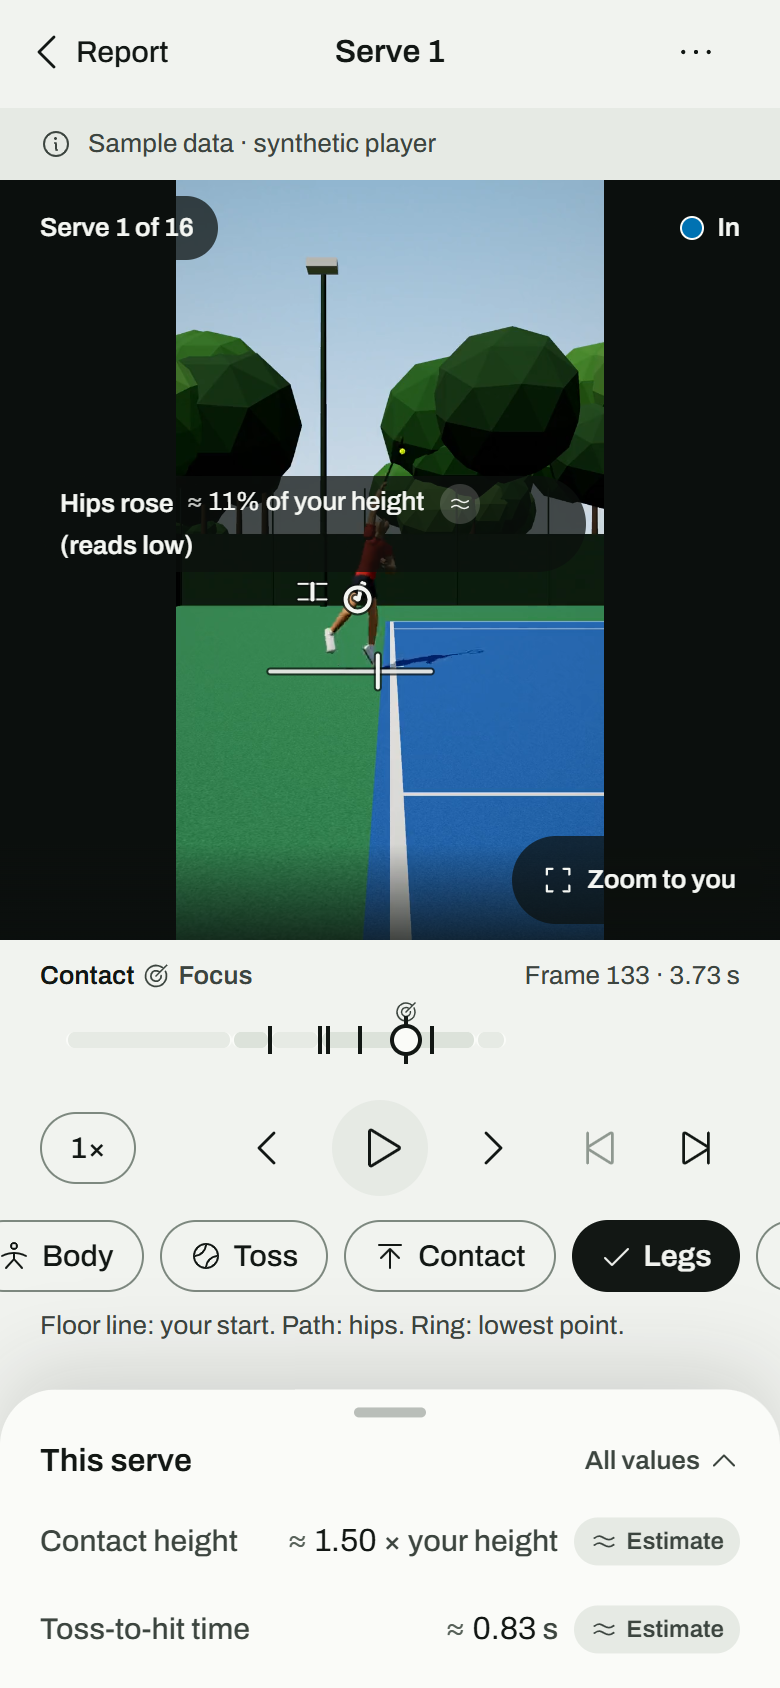 Report
Serve 1
Sample data · synthetic player
Serve 1 of 16
In
Hips rose ≈ 11% of your height ≈
(reads low)
Zoom to you
Contact Focus
Frame 133 · 3.73 s
1×
Body
Toss
Contact
Legs
Floor line: your start. Path: hips. Ring: lowest point.
This serve
All values
Contact height ≈ 1.50 × your height ≈ Estimate
Toss-to-hit time ≈ 0.83 s ≈ Estimate